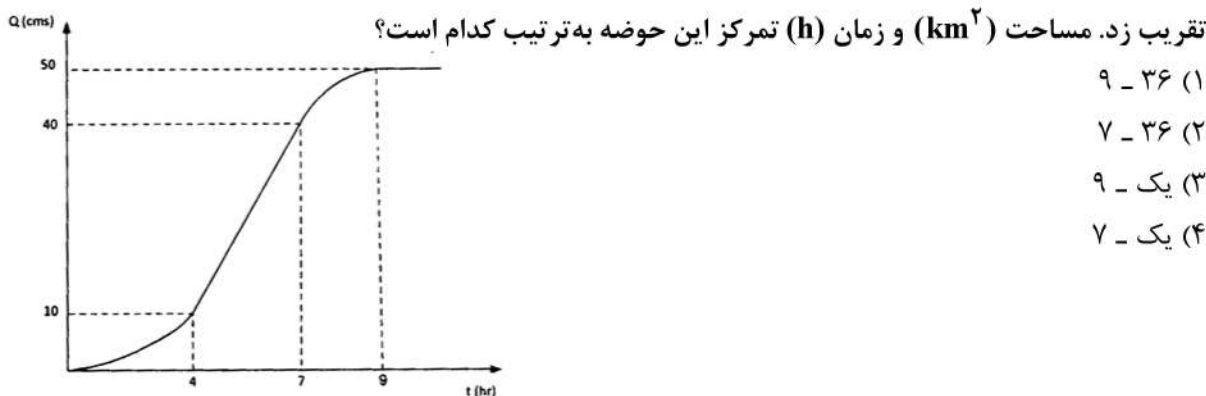 تقریب زد. مساحت (km²) و زمان (h) تمرکز این حوضه به‌ترتیب کدام است؟
۱) ۳۶ ـ ۹
۲) ۳۶ ـ ۷
۳) یک ـ ۹
۴) یک ـ ۷
Q (cms)
50
40
10
4 7 9
t (hr)